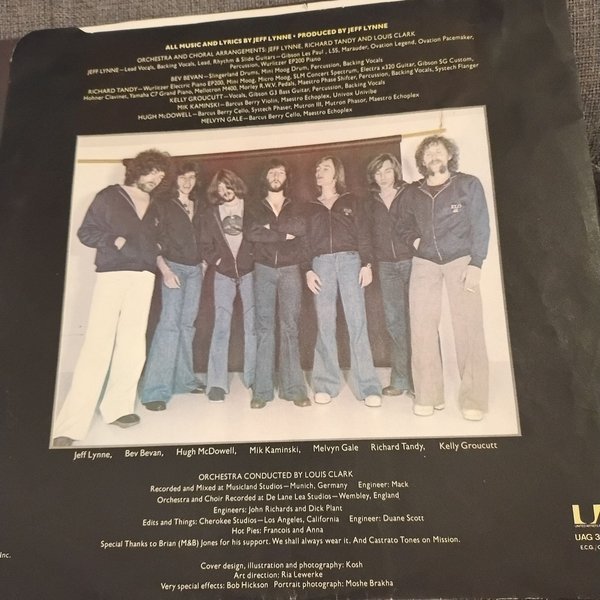 ALL MUSIC AND LYRICS BY JEFF LYNNE • PRODUCED BY JEFF LYNNE
ORCHESTRA AND CHORAL ARRANGEMENTS: JEFF LYNNE, RICHARD TANDY AND LOUIS CLARK
JEFF LYNNE—Lead Vocals, Backing Vocals, Lead, Rhythm & Slide Guitars—Gibson Les Paul, L5S, Marauder, Ovation Legend, Ovation Pacemaker,
Percussion, Wurlitzer EP200 Piano
BEV BEVAN—Slingerland Drums, Mini Moog Drum, Percussion, Backing Vocals
RICHARD TANDY—Wurlitzer Electric Piano EP200, Mini Moog, Micro Moog, SLM Concert Spectrum, Electra x320 Guitar, Gibson SG Custom,
Hohner Clavinet, Yamaha C7 Grand Piano, Mellotron M400, Morley R.W.V. Pedals, Maestro Phase Shifter, Percussion, Backing Vocals, Systech Flanger
KELLY GROUCUTT—Vocals, Gibson G3 Bass Guitar, Percussion, Backing Vocals
MIK KAMINSKI—Barcus Berry Violin, Maestro Echoplex, Univox Univibe
HUGH McDOWELL—Barcus Berry Cello, Systech Phaser, Mutron III, Mutron Phasor, Maestro Echoplex
MELVYN GALE—Barcus Berry Cello, Maestro Echoplex
Jeff Lynne, Bev Bevan, Hugh McDowell, Mik Kaminski, Melvyn Gale Richard Tandy, Kelly Groucutt
ORCHESTRA CONDUCTED BY LOUIS CLARK
Recorded and Mixed at Musicland Studios—Munich, Germany Engineer: Mack
Orchestra and Choir Recorded at De Lane Lea Studios—Wembley, England
Engineers: John Richards and Dick Plant
Edits and Things: Cherokee Studios—Los Angeles, California Engineer: Duane Scott
Hot Pies: Francois and Anna
Special Thanks to Brian (M&B) Jones for his support. We shall always wear it. And Castrato Tones on Mission.
Cover design, illustration and photography: Kosh
Art direction: Ria Lewerke
Very special effects: Bob Hickson Portrait photograph: Moshe Brakha
Inc.
U
UNITED ARTISTS
UAG 3
E.C.G.